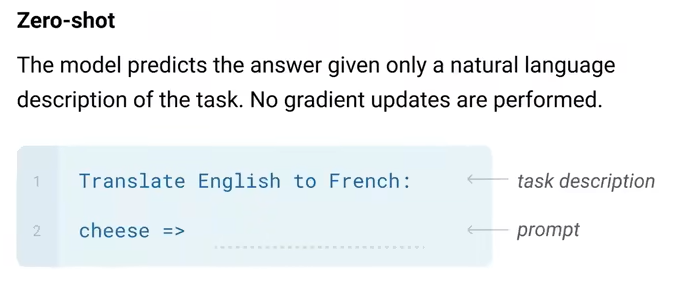 Zero-shot
The model predicts the answer given only a natural language
description of the task. No gradient updates are performed.
1 Translate English to French: task description
2 cheese => prompt